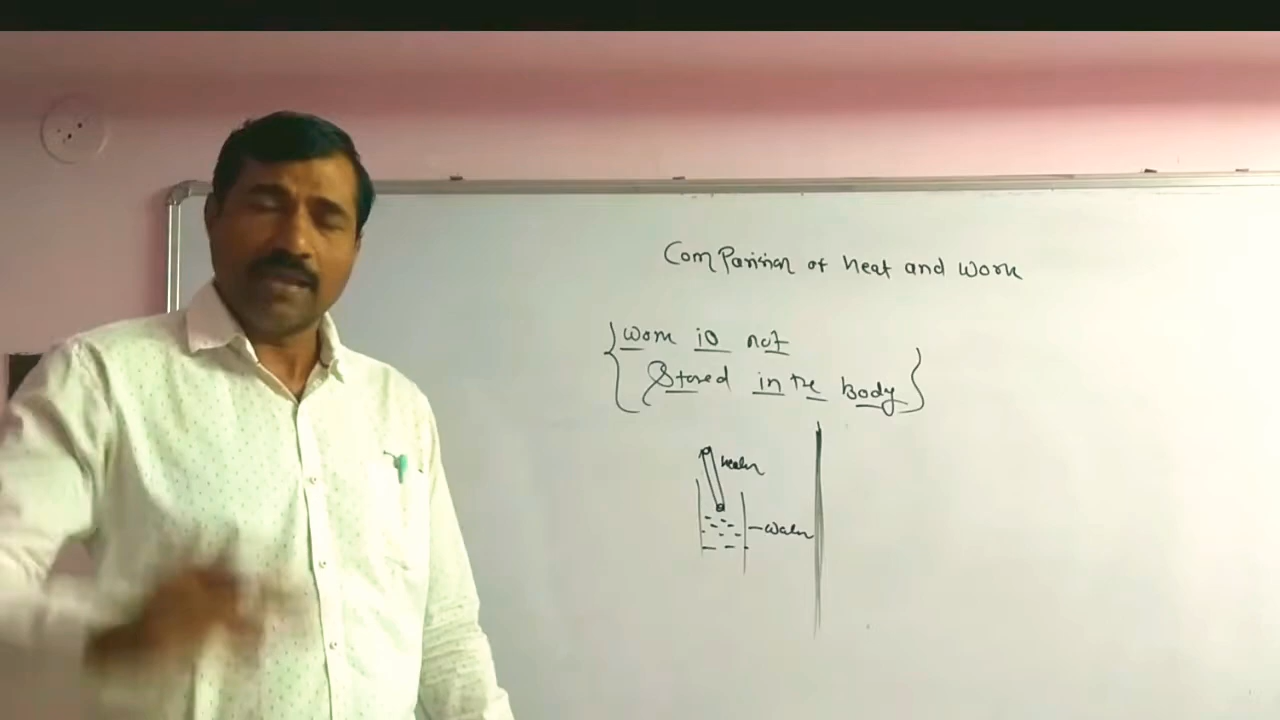 Comparision of Heat and Work
Work is not
Stored in the Body
heater
Water